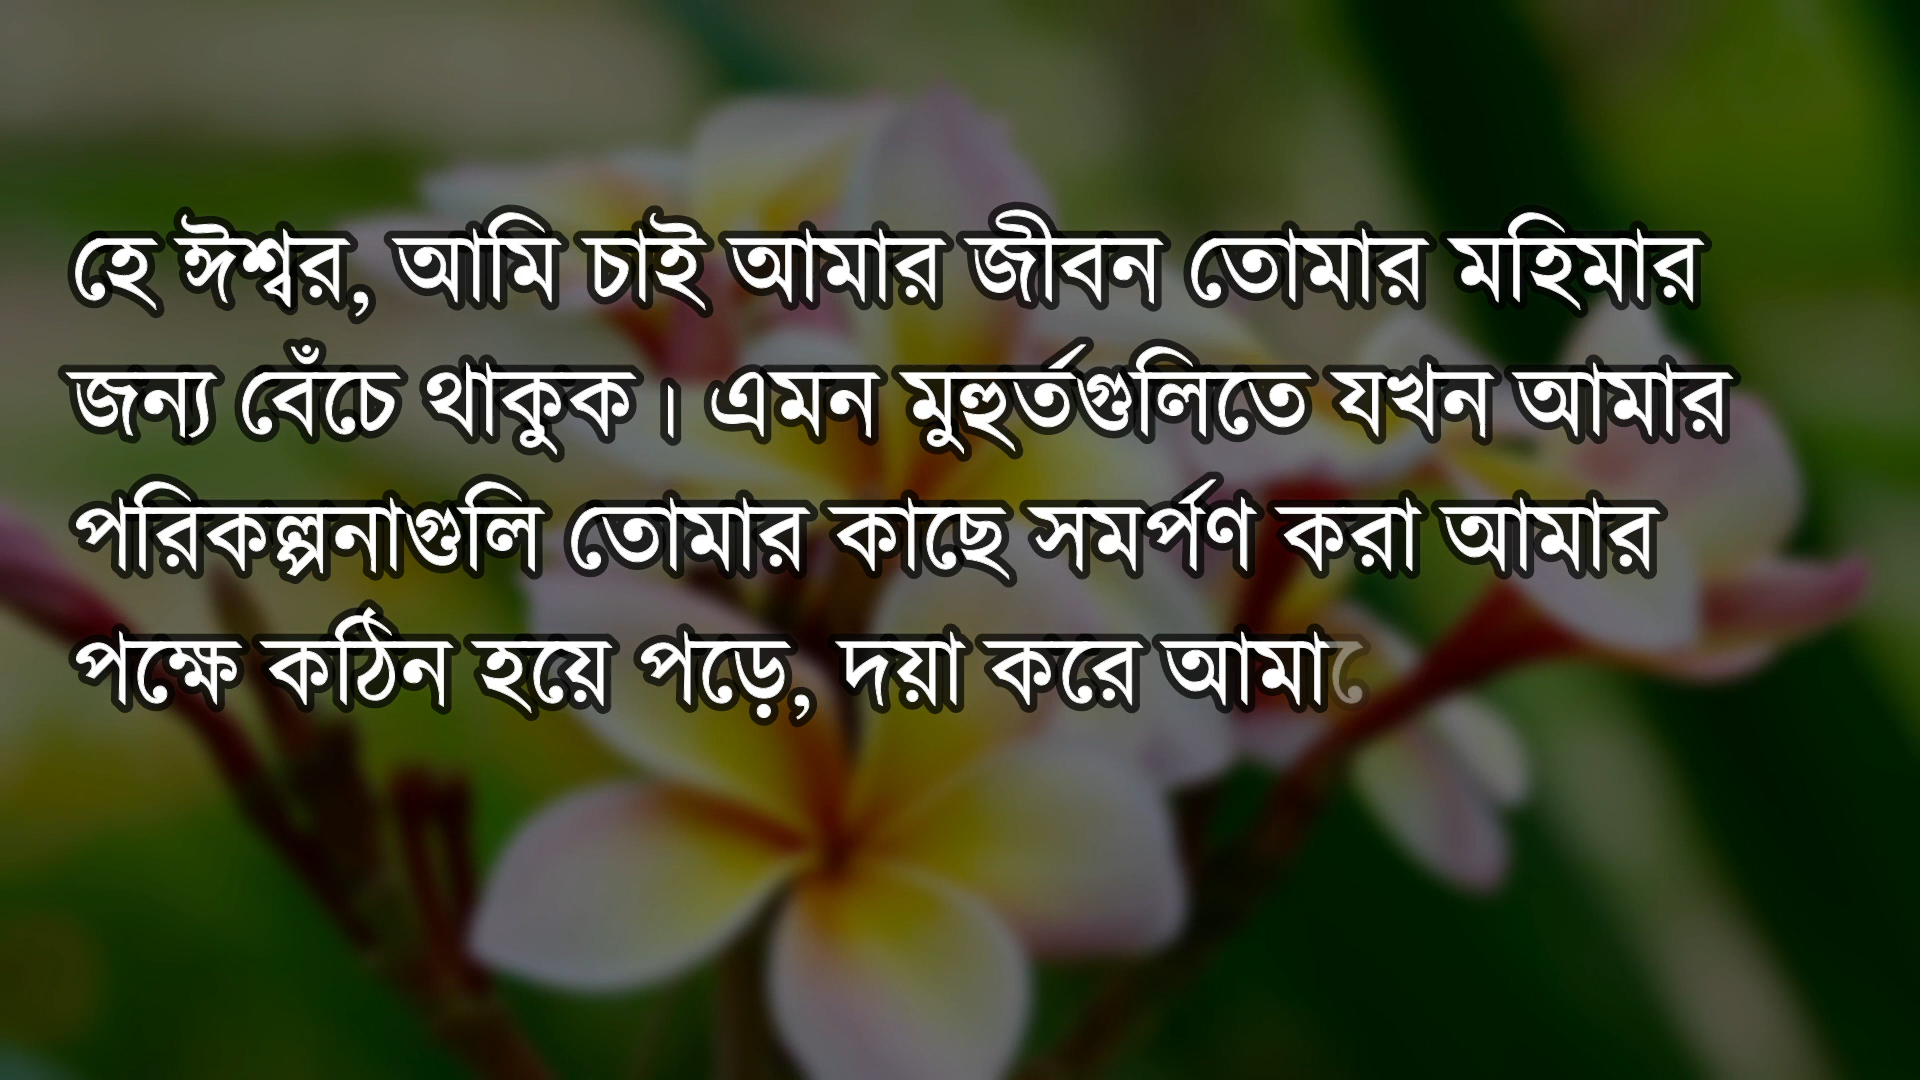 হে ঈশ্বর, আমি চাই আমার জীবন তোমার মহিমার
জন্য বেঁচে থাকুক। এমন মুহুর্তগুলিতে যখন আমার
পরিকল্পনাগুলি তোমার কাছে সমর্পণ করা আমার
পক্ষে কঠিন হয়ে পড়ে, দয়া করে